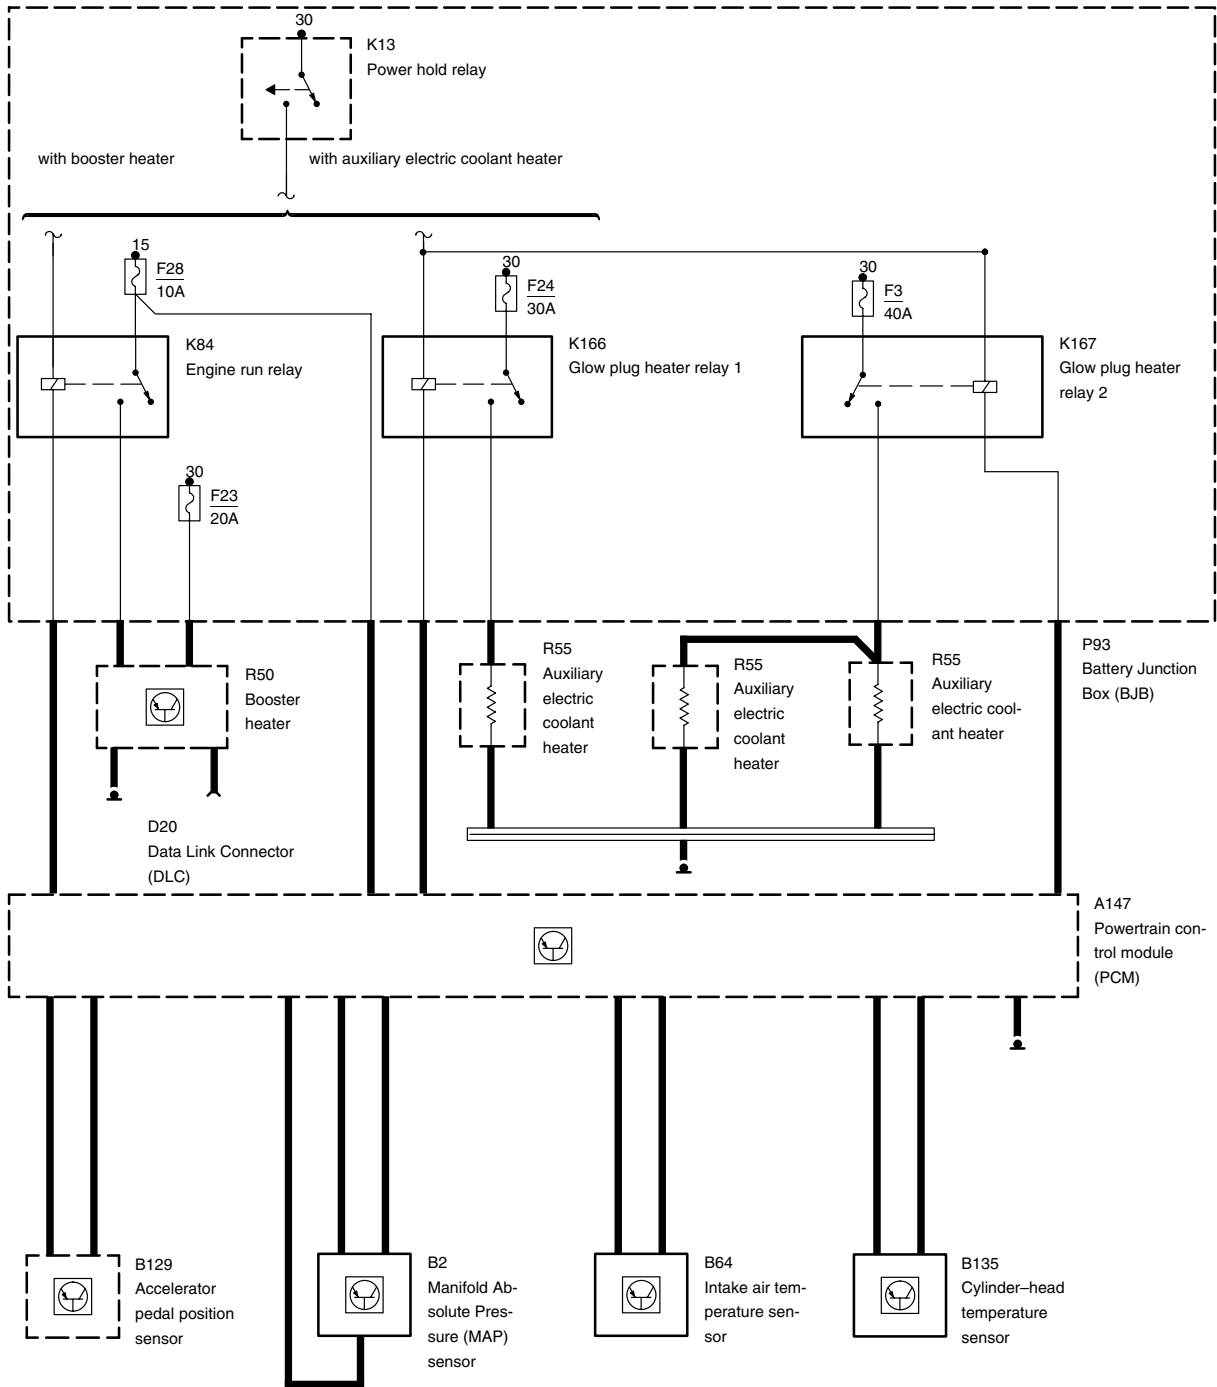 30
K13
Power hold relay
with booster heater
with auxiliary electric coolant heater
15
F28
10A
30
F24
30A
30
F3
40A
K84
Engine run relay
K166
Glow plug heater relay 1
K167
Glow plug heater
relay 2
30
F23
20A
R50
Booster
heater
R55
Auxiliary
electric
coolant
heater
R55
Auxiliary
electric
coolant
heater
R55
Auxiliary
electric cool-
ant heater
P93
Battery Junction
Box (BJB)
D20
Data Link Connector
(DLC)
A147
Powertrain con-
trol module
(PCM)
B129
Accelerator
pedal position
sensor
B2
Manifold Ab-
solute Pres-
sure (MAP)
sensor
B64
Intake air tem-
perature sen-
sor
B135
Cylinder–head
temperature
sensor